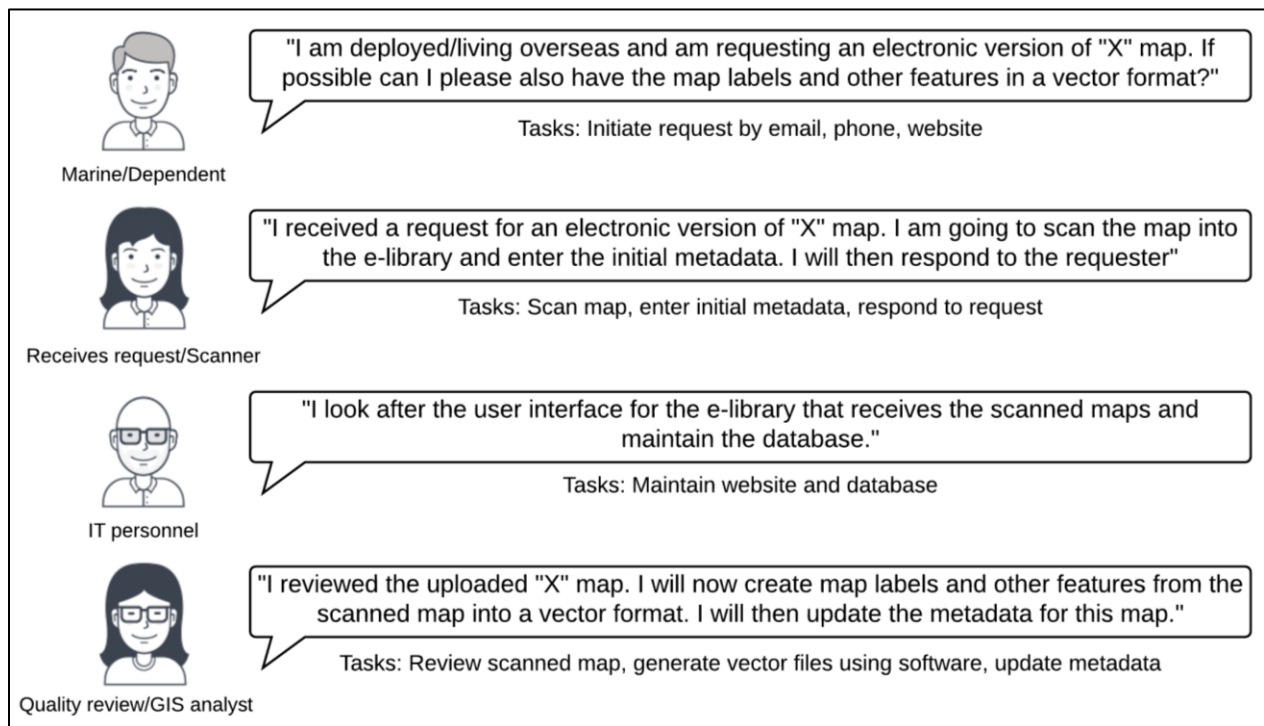 "I am deployed/living overseas and am requesting an electronic version of "X" map. If
possible can I please also have the map labels and other features in a vector format?"
Tasks: Initiate request by email, phone, website
Marine/Dependent
"I received a request for an electronic version of "X" map. I am going to scan the map into
the e-library and enter the initial metadata. I will then respond to the requester"
Tasks: Scan map, enter initial metadata, respond to request
Receives request/Scanner
"I look after the user interface for the e-library that receives the scanned maps and
maintain the database."
Tasks: Maintain website and database
IT personnel
"I reviewed the uploaded "X" map. I will now create map labels and other features from the
scanned map into a vector format. I will then update the metadata for this map."
Tasks: Review scanned map, generate vector files using software, update metadata
Quality review/GIS analyst